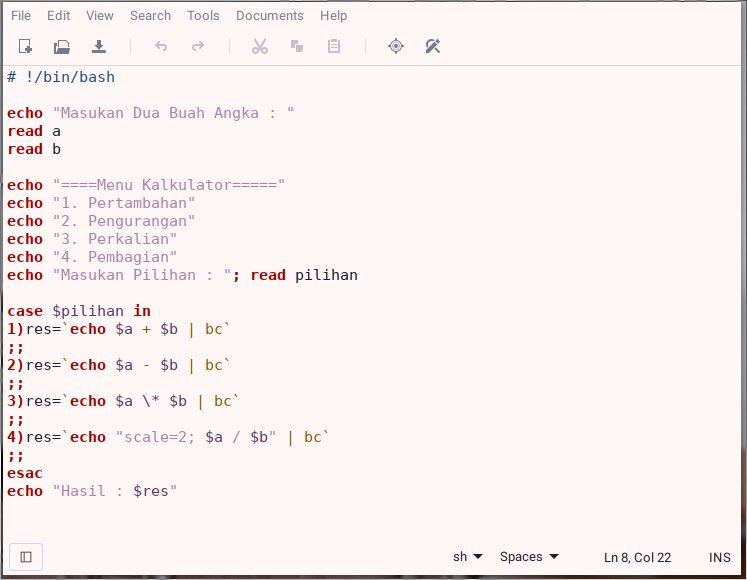 File Edit View Search Tools Documents Help
# !/bin/bash
echo "Masukan Dua Buah Angka : "
read a
read b
echo "====Menu Kalkulator====="
echo "1. Pertambahan"
echo "2. Pengurangan"
echo "3. Perkalian"
echo "4. Pembagian"
echo "Masukan Pilihan : "; read pilihan
case $pilihan in
1)res=`echo $a + $b | bc`
;;
2)res=`echo $a - $b | bc`
;;
3)res=`echo $a \* $b | bc`
;;
4)res=`echo "scale=2; $a / $b" | bc`
;;
esac
echo "Hasil : $res"
sh Spaces Ln 8, Col 22 INS